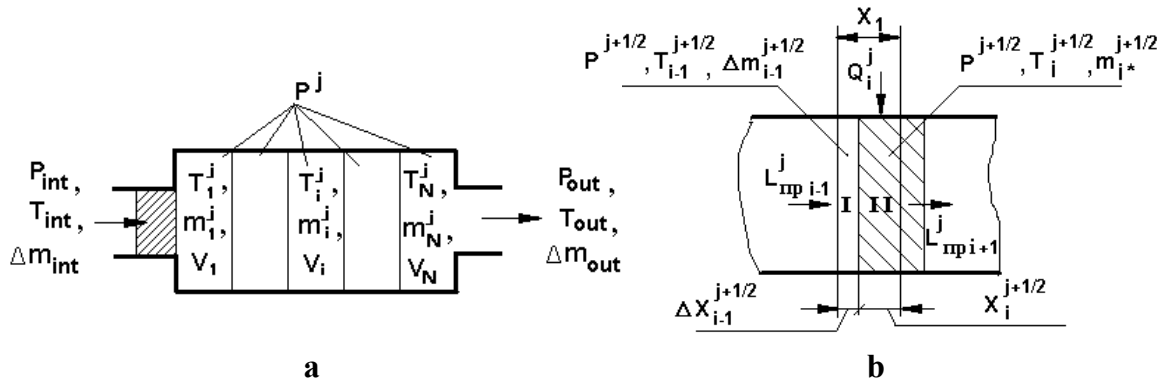 P^j
P_int ,
T_int ,
Δm_int
T_1^j ,
m_1^j ,
V_1
T_i^j ,
m_i^j ,
V_i
T_N^j ,
m_N^j ,
V_N
P_out ,
T_out ,
Δm_out
a
X_1
P^{j+1/2} , T_{i-1}^{j+1/2} , Δm_{i-1}^{j+1/2}
Q_i^j
P^{j+1/2} , T_i^{j+1/2} , m_{i*}^{j+1/2}
L_{пр i-1}^j
I
II
L_{пр i+1}^j
ΔX_{i-1}^{j+1/2}
X_i^{j+1/2}
b